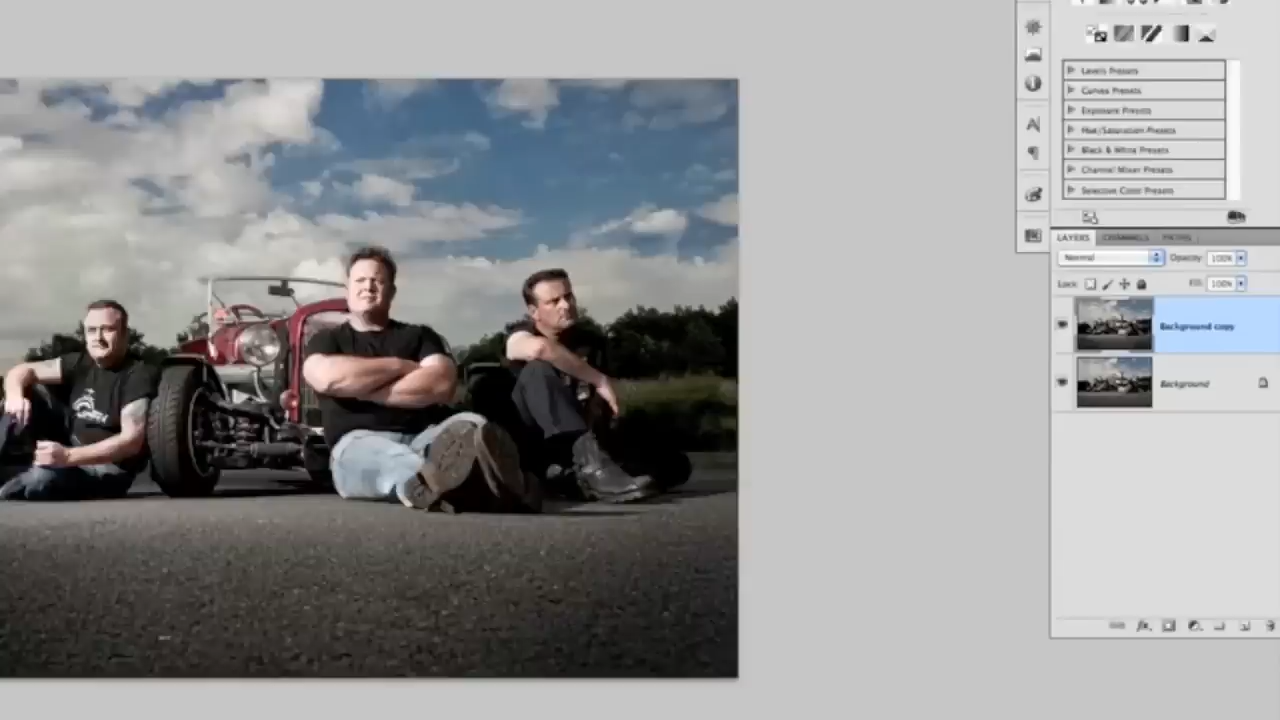 Levels Presets
Curves Presets
Exposure Presets
Hue/Saturation Presets
Black & White Presets
Channel Mixer Presets
Selective Color Presets
LAYERS CHANNELS PATHS
Normal Opacity: 100%
Lock: Fill: 100%
Background copy
Background